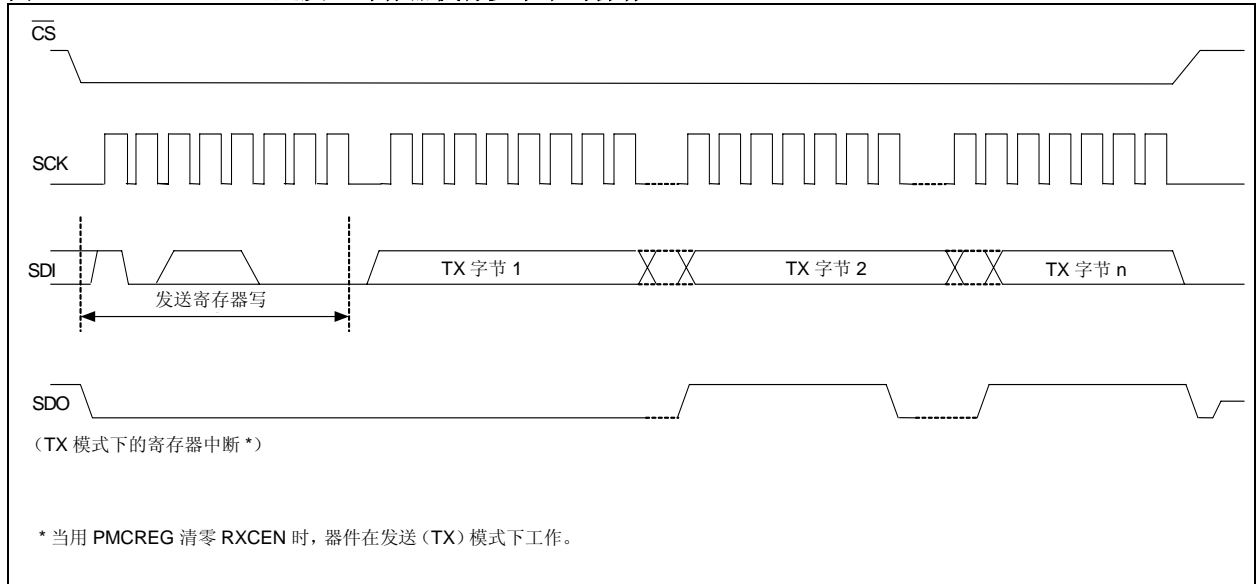 CS
SCK
SDI
TX 字节 1
TX 字节 2
TX 字节 n
发送寄存器写
SDO
（TX 模式下的寄存器中断 *）
* 当用 PMCREG 清零 RXCEN 时，器件在发送（TX）模式下工作。